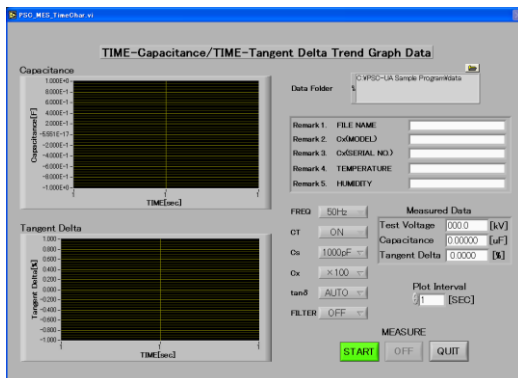 PSC_MES_TimeChar.vi
TIME-Capacitance/TIME-Tangent Delta Trend Graph Data
Capacitance
1.000E+0
8.000E-1
6.000E-1
4.000E-1
2.000E-1
-5.551E-17
-2.000E-1
-4.000E-1
-6.000E-1
-8.000E-1
-1.000E+0
Capacitance[F]
1
1
1
TIME[sec]
Data Folder
C:¥PSC-UA Sample Program¥data
Remark 1. FILE NAME
Remark 2. Cx(MODEL)
Remark 3. Cx(SERIAL NO.)
Remark 4. TEMPERATURE
Remark 5. HUMIDITY
Tangent Delta
1.000
0.800
0.600
0.400
0.200
0.000
-0.200
-0.400
-0.600
-0.800
-1.000
Tangent Delta[%]
1
1
1
TIME[sec]
FREQ 50Hz
CT ON
Cs 1000pF
Cx ×100
tanδ AUTO
FILTER OFF
Measured Data
Test Voltage 000.0 [kV]
Capacitance 0.00000 [uF]
Tangent Delta 0.0000 [%]
Plot Interval
1 [SEC]
MEASURE
START OFF QUIT